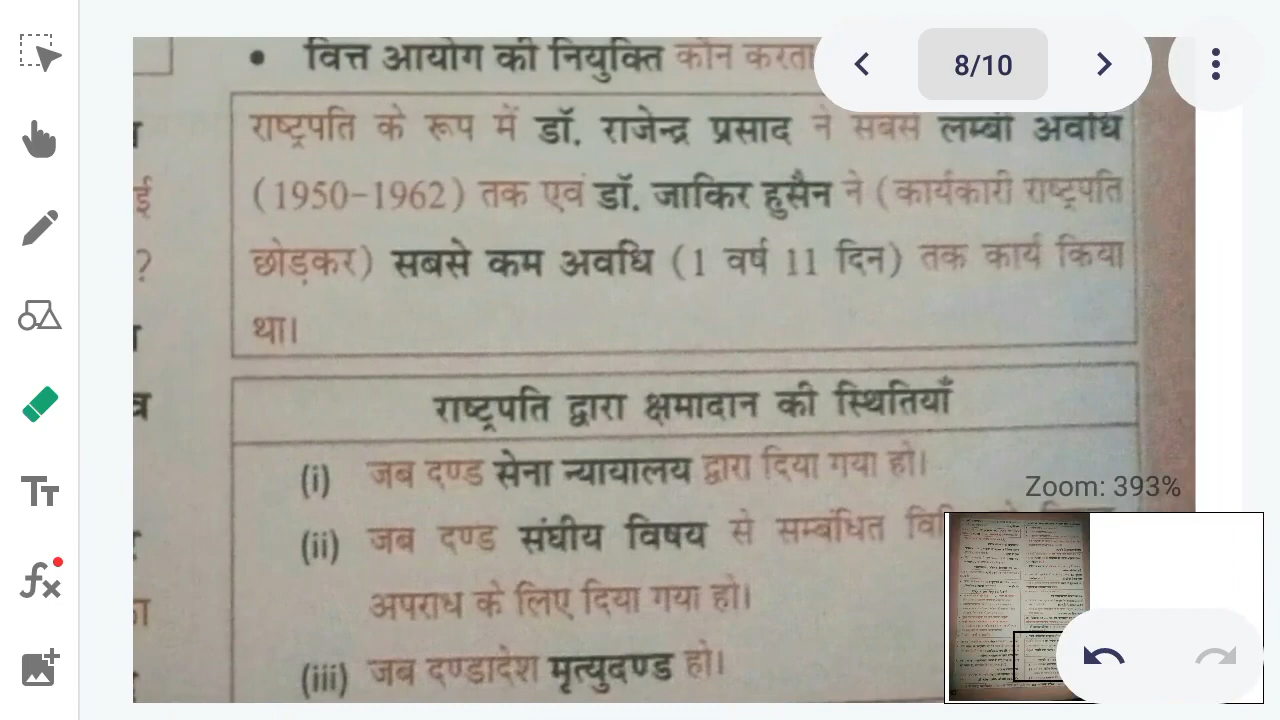 8/10
• वित्त आयोग की नियुक्ति कौन करता
राष्ट्रपति के रूप में डॉ. राजेन्द्र प्रसाद ने सबसे लम्बी अवधि
(1950-1962) तक एवं डॉ. जाकिर हुसैन ने (कार्यकारी राष्ट्रपति
छोड़कर) सबसे कम अवधि (1 वर्ष 11 दिन) तक कार्य किया
था।
राष्ट्रपति द्वारा क्षमादान की स्थितियाँ
(i) जब दण्ड सेना न्यायालय द्वारा दिया गया हो।
(ii) जब दण्ड संघीय विषय से सम्बंधित
अपराध के लिए दिया गया हो।
(iii) जब दण्डादेश मृत्युदण्ड हो।
ई
?
Zoom: 393%
TT
fx